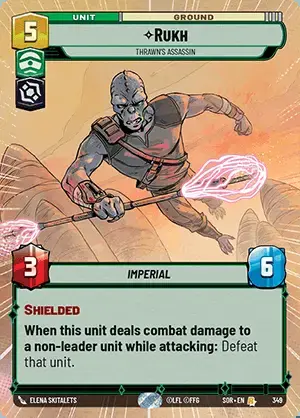 UNIT GROUND
5
✧RUKH
THRAWN'S ASSASSIN
3
IMPERIAL
6
SHIELDED
When this unit deals combat damage to
a non-leader unit while attacking: Defeat
that unit.
ELENA SKITALETS ©LFL ©FFG SOR • EN R 349